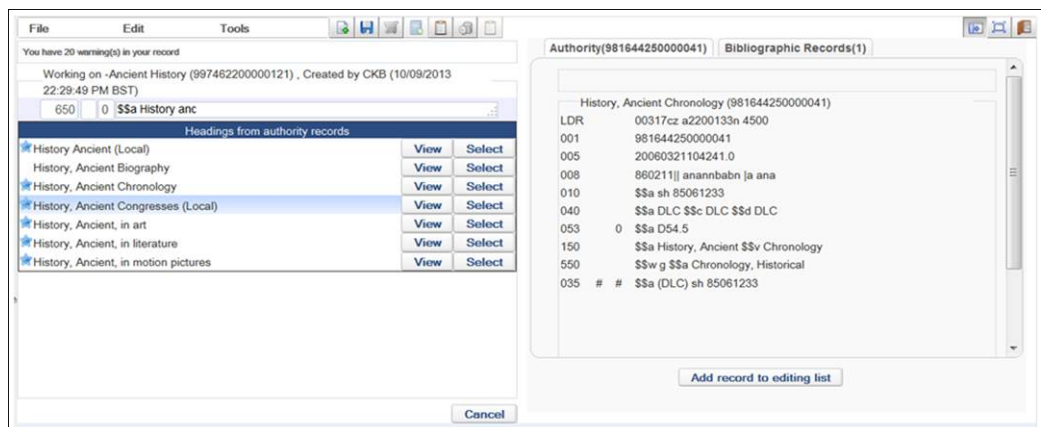 File Edit Tools
You have 20 warning(s) in your record
Working on -Ancient History (997462200000121) , Created by CKB (10/09/2013
22:29:49 PM BST)
650 0 $$a History anc
Headings from authority records
History Ancient (Local) View Select
History, Ancient Biography View Select
History, Ancient Chronology View Select
History, Ancient Congresses (Local) View Select
History, Ancient, in art View Select
History, Ancient, in literature View Select
History, Ancient, in motion pictures View Select
Cancel
Authority(981644250000041) Bibliographic Records(1)
History, Ancient Chronology (981644250000041)
LDR 00317cz a2200133n 4500
001 981644250000041
005 20060321104241.0
008 860211|| anannbabn |a ana
010 $$a sh 85061233
040 $$a DLC $$c DLC $$d DLC
053 0 $$a D54.5
150 $$a History, Ancient $$v Chronology
550 $$w g $$a Chronology, Historical
035 # # $$a (DLC) sh 85061233
Add record to editing list